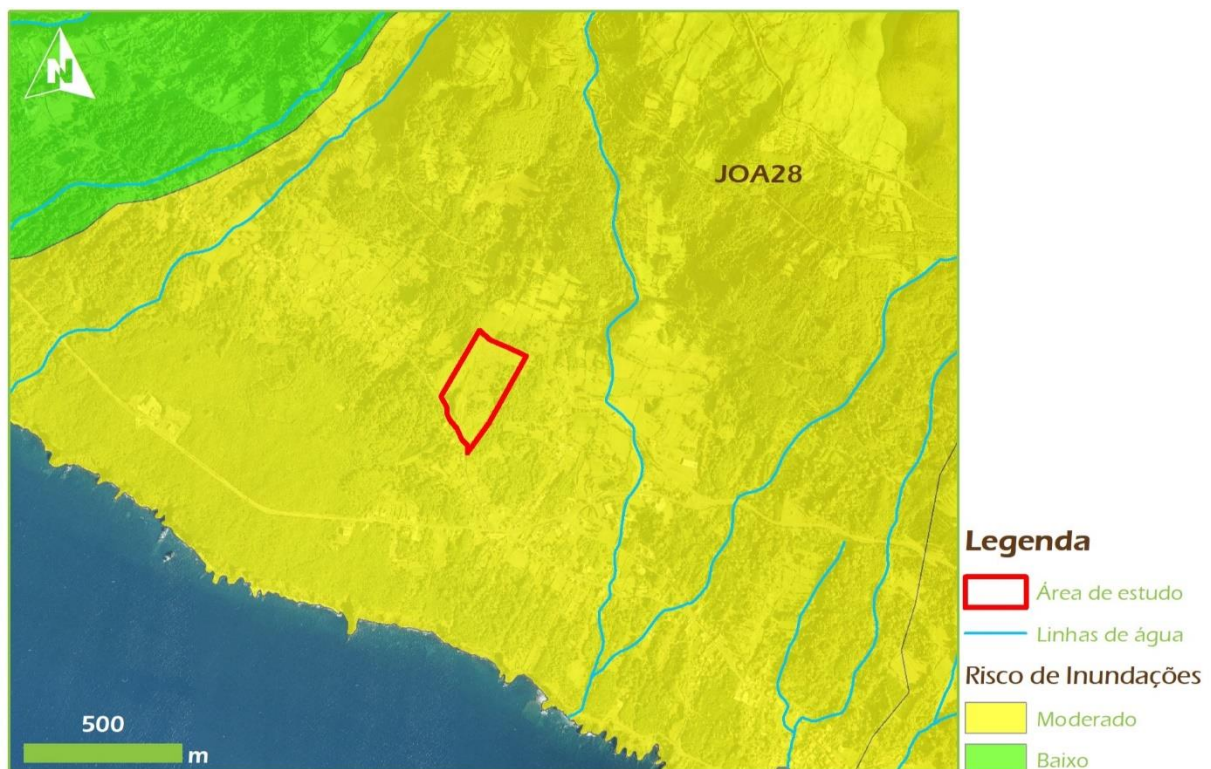 N
JOA28
500
m
Legenda
Área de estudo
Linhas de água
Risco de Inundações
Moderado
Baixo